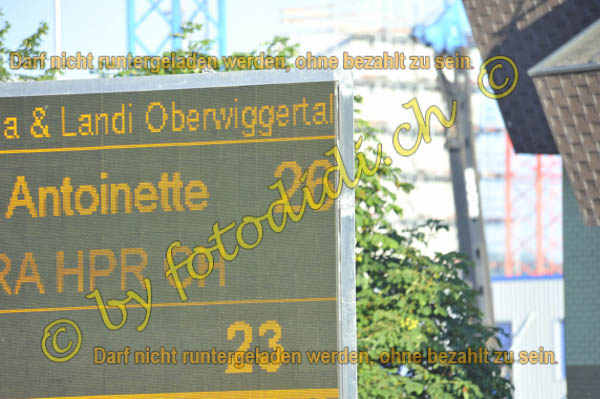 Darf nicht runtergeladen werden, ohne bezahlt zu sein.
a & Landi Oberwiggertal
Antoinette
RA HPR CH
© by fotodidi.ch ©
23
Darf nicht runtergeladen werden, ohne bezahlt zu sein.